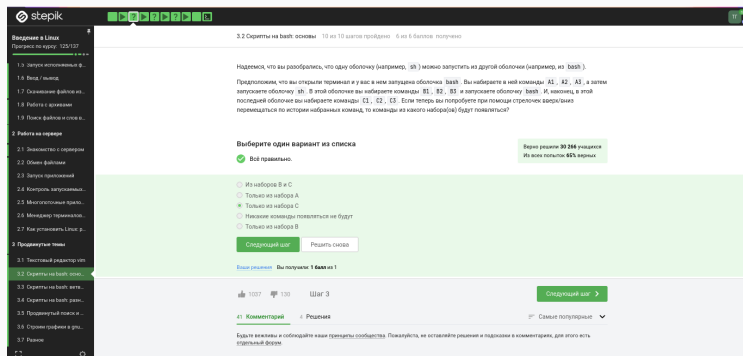 stepik
Введение в Linux
Прогресс по курсу: 125/137
3.2 Скрипты на bash: основы 10 из 10 шагов пройдено 6 из 6 баллов получено
1.5 Запуск исполняемых ф...
1.6 Ввод / вывод
1.7 Скачивание файлов из...
1.8 Работа с архивами
1.9 Поиск файлов и слов в...
2 Работа на сервере
2.1 Знакомство с сервером
2.2 Обмен файлами
2.3 Запуск приложений
2.4 Контроль запускаемых...
2.5 Многопоточные прило...
2.6 Менеджер терминалов...
2.7 Как установить Linux: р...
3 Продвинутые темы
3.1 Текстовый редактор vim
3.2 Скрипты на bash: осно...
3.3 Скрипты на bash: ветв...
3.4 Скрипты на bash: разн...
3.5 Продвинутый поиск и ...
3.6 Строим графики в gnu...
3.7 Разное
Надеемся, что вы разобрались, что одну оболочку (например, sh ) можно запустить из другой оболочки (например, из bash ).
Предположим, что вы открыли терминал и у вас в нем запущена оболочка bash . Вы набираете в ней команды A1 , A2 , A3 , а затем
запускаете оболочку sh . В этой оболочке вы набираете команды B1 , B2 , B3 и запускаете оболочку bash . И, наконец, в этой
последней оболочке вы набираете команды C1 , C2 , C3 . Если теперь вы попробуете при помощи стрелочек вверх/вниз
перемещаться по истории набранных команд, то команды из какого набора(ов) будут появляться?
Выберите один вариант из списка
Всё правильно.
Верно решили 30 266 учащихся
Из всех попыток 65% верных
Из наборов B и C
Только из набора A
Только из набора C
Никакие команды появляться не будут
Только из набора B
Следующий шаг Решить снова
Ваши решения Вы получили: 1 балл из 1
1037 130 Шаг 3 Следующий шаг
41 Комментарий 4 Решения Самые популярные
Будьте вежливы и соблюдайте наши принципы сообщества. Пожалуйста, не оставляйте решения и подсказки в комментариях, для этого есть
отдельный форум.